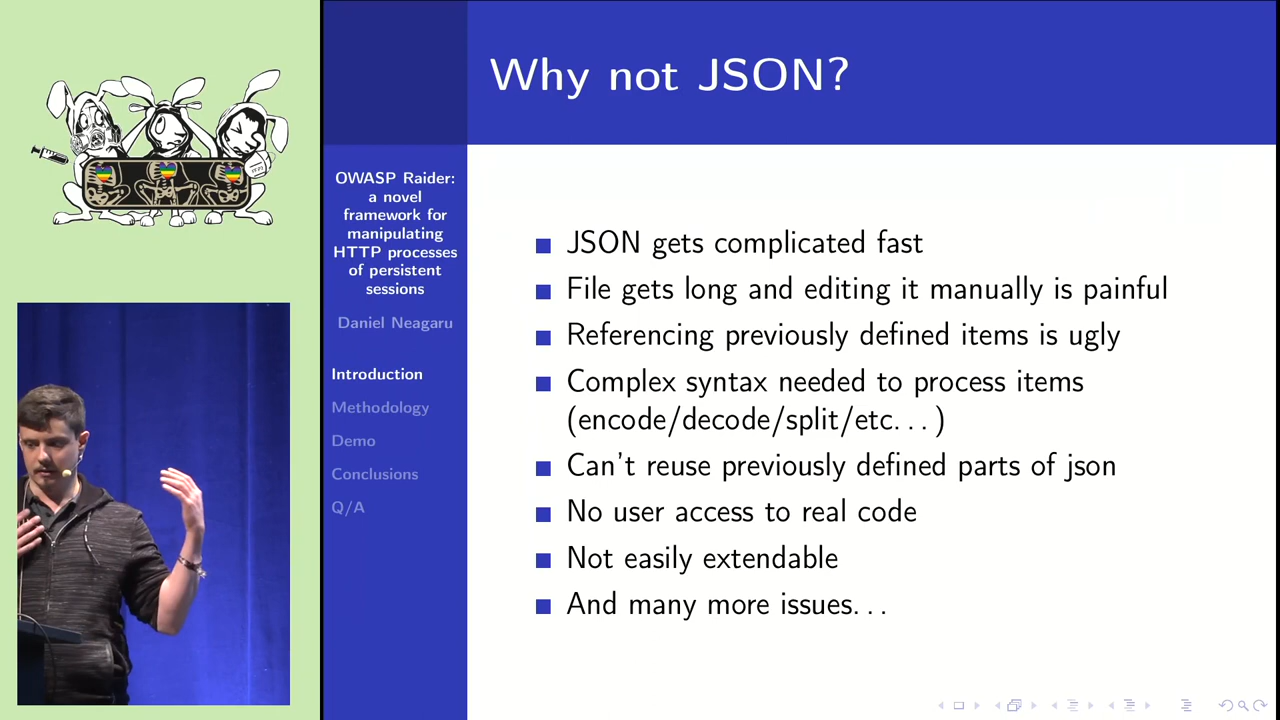 Why not JSON?
OWASP Raider:
a novel
framework for
manipulating
HTTP processes
of persistent
sessions
Daniel Neagaru
Introduction
Methodology
Demo
Conclusions
Q/A
JSON gets complicated fast
File gets long and editing it manually is painful
Referencing previously defined items is ugly
Complex syntax needed to process items
(encode/decode/split/etc...)
Can't reuse previously defined parts of json
No user access to real code
Not easily extendable
And many more issues...